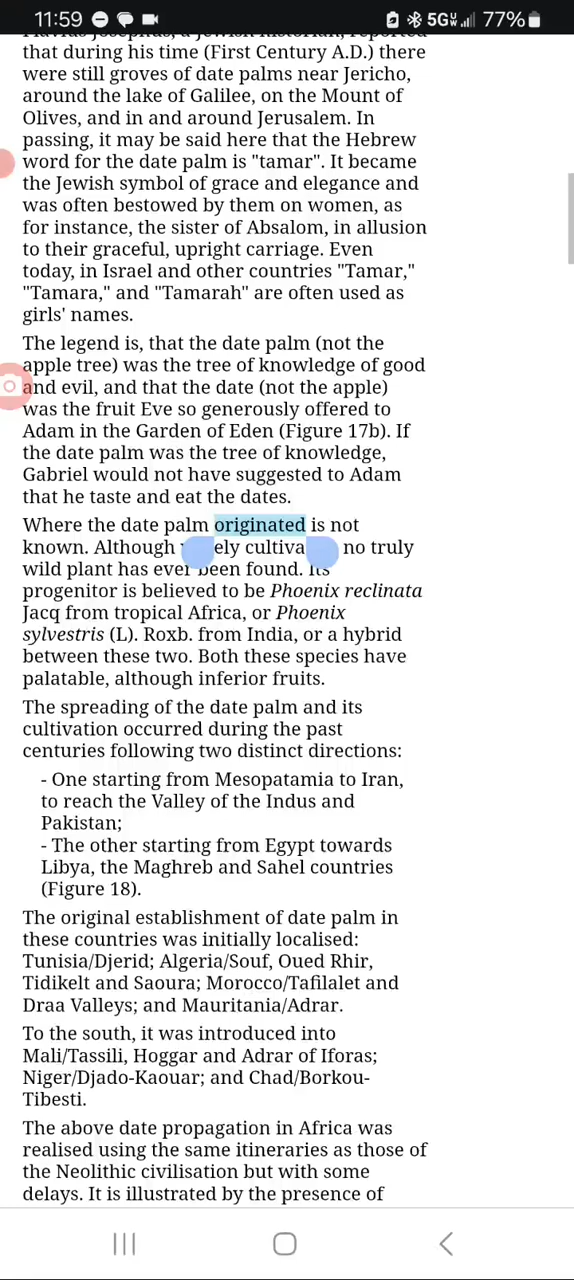 11:59
5G
77%
that during his time (First Century A.D.) there
were still groves of date palms near Jericho,
around the lake of Galilee, on the Mount of
Olives, and in and around Jerusalem. In
passing, it may be said here that the Hebrew
word for the date palm is "tamar". It became
the Jewish symbol of grace and elegance and
was often bestowed by them on women, as
for instance, the sister of Absalom, in allusion
to their graceful, upright carriage. Even
today, in Israel and other countries "Tamar,"
"Tamara," and "Tamarah" are often used as
girls' names.
The legend is, that the date palm (not the
apple tree) was the tree of knowledge of good
and evil, and that the date (not the apple)
was the fruit Eve so generously offered to
Adam in the Garden of Eden (Figure 17b). If
the date palm was the tree of knowledge,
Gabriel would not have suggested to Adam
that he taste and eat the dates.
Where the date palm originated is not
known. Although no truly
wild plant has ever been found. Its
progenitor is believed to be Phoenix reclinata
Jacq from tropical Africa, or Phoenix
sylvestris (L). Roxb. from India, or a hybrid
between these two. Both these species have
palatable, although inferior fruits.
The spreading of the date palm and its
cultivation occurred during the past
centuries following two distinct directions:
- One starting from Mesopatamia to Iran,
to reach the Valley of the Indus and
Pakistan;
- The other starting from Egypt towards
Libya, the Maghreb and Sahel countries
(Figure 18).
The original establishment of date palm in
these countries was initially localised:
Tunisia/Djerid; Algeria/Souf, Oued Rhir,
Tidikelt and Saoura; Morocco/Tafilalet and
Draa Valleys; and Mauritania/Adrar.
To the south, it was introduced into
Mali/Tassili, Hoggar and Adrar of Iforas;
Niger/Djado-Kaouar; and Chad/Borkou-
Tibesti.
The above date propagation in Africa was
realised using the same itineraries as those of
the Neolithic civilisation but with some
delays. It is illustrated by the presence of